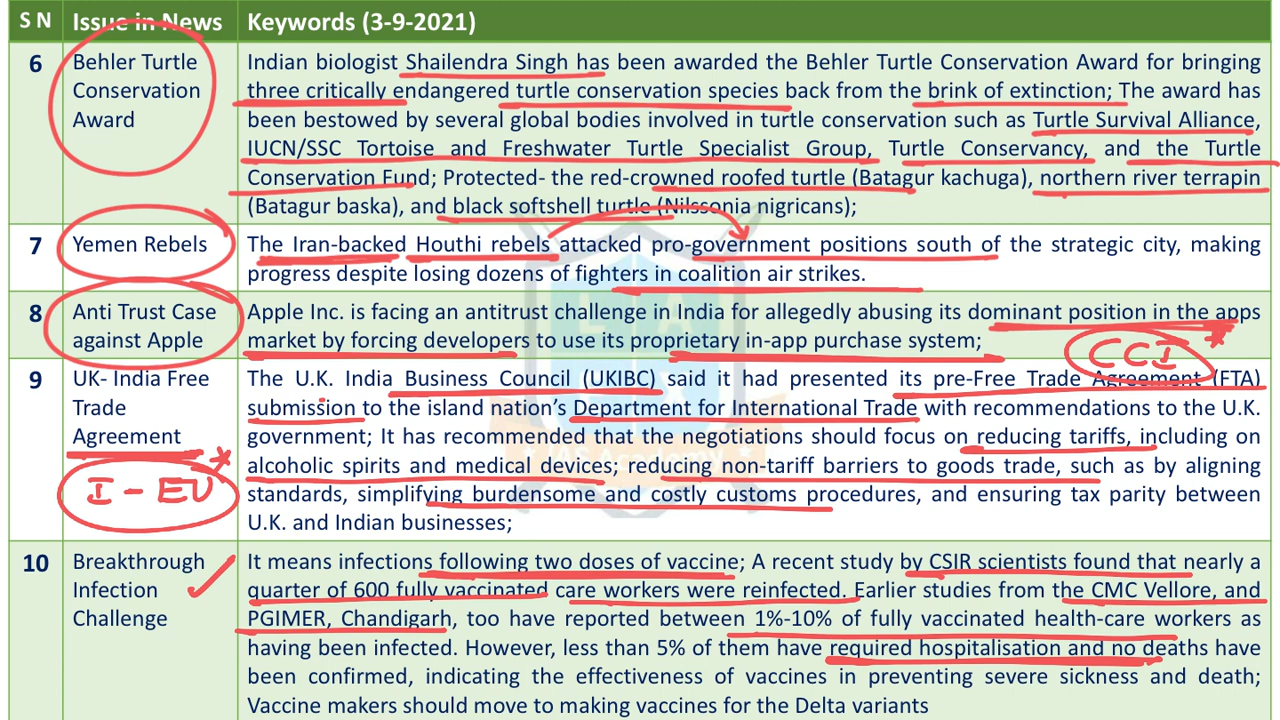 S N Issue in News Keywords (3-9-2021)
6 Behler Turtle Conservation Award
Indian biologist Shailendra Singh has been awarded the Behler Turtle Conservation Award for bringing
three critically endangered turtle conservation species back from the brink of extinction; The award has
been bestowed by several global bodies involved in turtle conservation such as Turtle Survival Alliance,
IUCN/SSC Tortoise and Freshwater Turtle Specialist Group, Turtle Conservancy, and the Turtle
Conservation Fund; Protected- the red-crowned roofed turtle (Batagur kachuga), northern river terrapin
(Batagur baska), and black softshell turtle (Nilssonia nigricans);
7 Yemen Rebels
The Iran-backed Houthi rebels attacked pro-government positions south of the strategic city, making
progress despite losing dozens of fighters in coalition air strikes.
8 Anti Trust Case against Apple
Apple Inc. is facing an antitrust challenge in India for allegedly abusing its dominant position in the apps
market by forcing developers to use its proprietary in-app purchase system;
CCI
9 UK- India Free Trade Agreement
I - EU
The U.K. India Business Council (UKIBC) said it had presented its pre-Free Trade Agreement (FTA)
submission to the island nation's Department for International Trade with recommendations to the U.K.
government; It has recommended that the negotiations should focus on reducing tariffs, including on
alcoholic spirits and medical devices; reducing non-tariff barriers to goods trade, such as by aligning
standards, simplifying burdensome and costly customs procedures, and ensuring tax parity between
U.K. and Indian businesses;
10 Breakthrough Infection Challenge
It means infections following two doses of vaccine; A recent study by CSIR scientists found that nearly a
quarter of 600 fully vaccinated care workers were reinfected. Earlier studies from the CMC Vellore, and
PGIMER, Chandigarh, too have reported between 1%-10% of fully vaccinated health-care workers as
having been infected. However, less than 5% of them have required hospitalisation and no deaths have
been confirmed, indicating the effectiveness of vaccines in preventing severe sickness and death;
Vaccine makers should move to making vaccines for the Delta variants